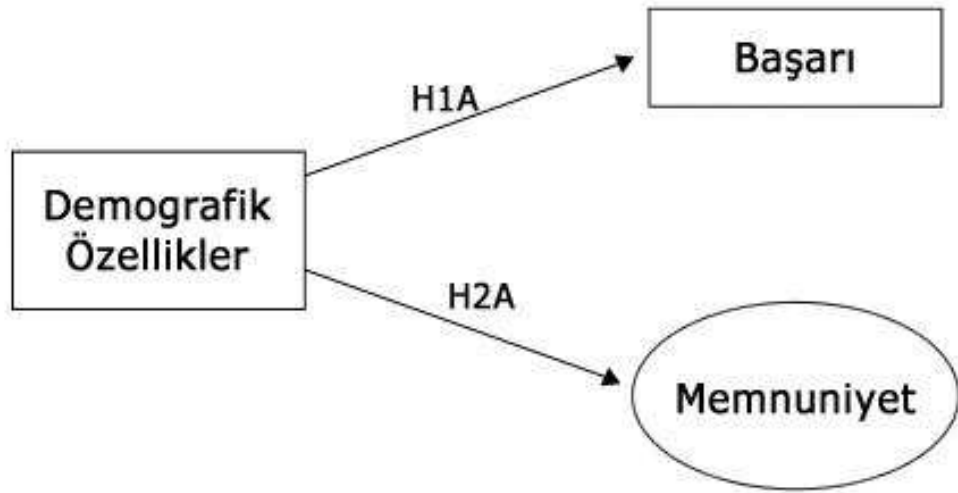 Başarı
H1A
Demografik
Özellikler
H2A
Memnuniyet